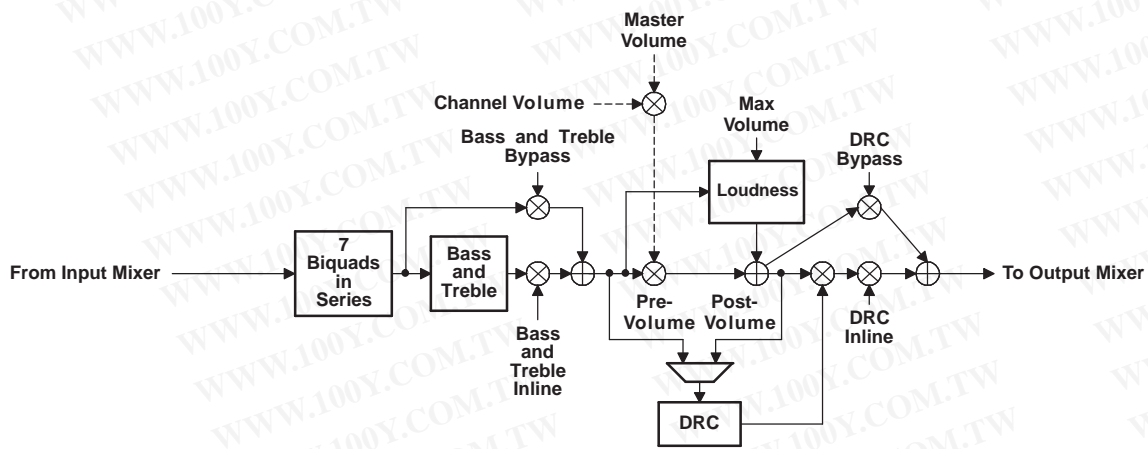 Master
Volume
Channel Volume
Max
Volume
Bass and Treble
Bypass
DRC
Bypass
Loudness
From Input Mixer
7
Biquads
in
Series
Bass
and
Treble
To Output Mixer
Pre-
Volume
Post-
Volume
Bass
and
Treble
Inline
DRC
Inline
DRC
WWW.100Y.COM.TW